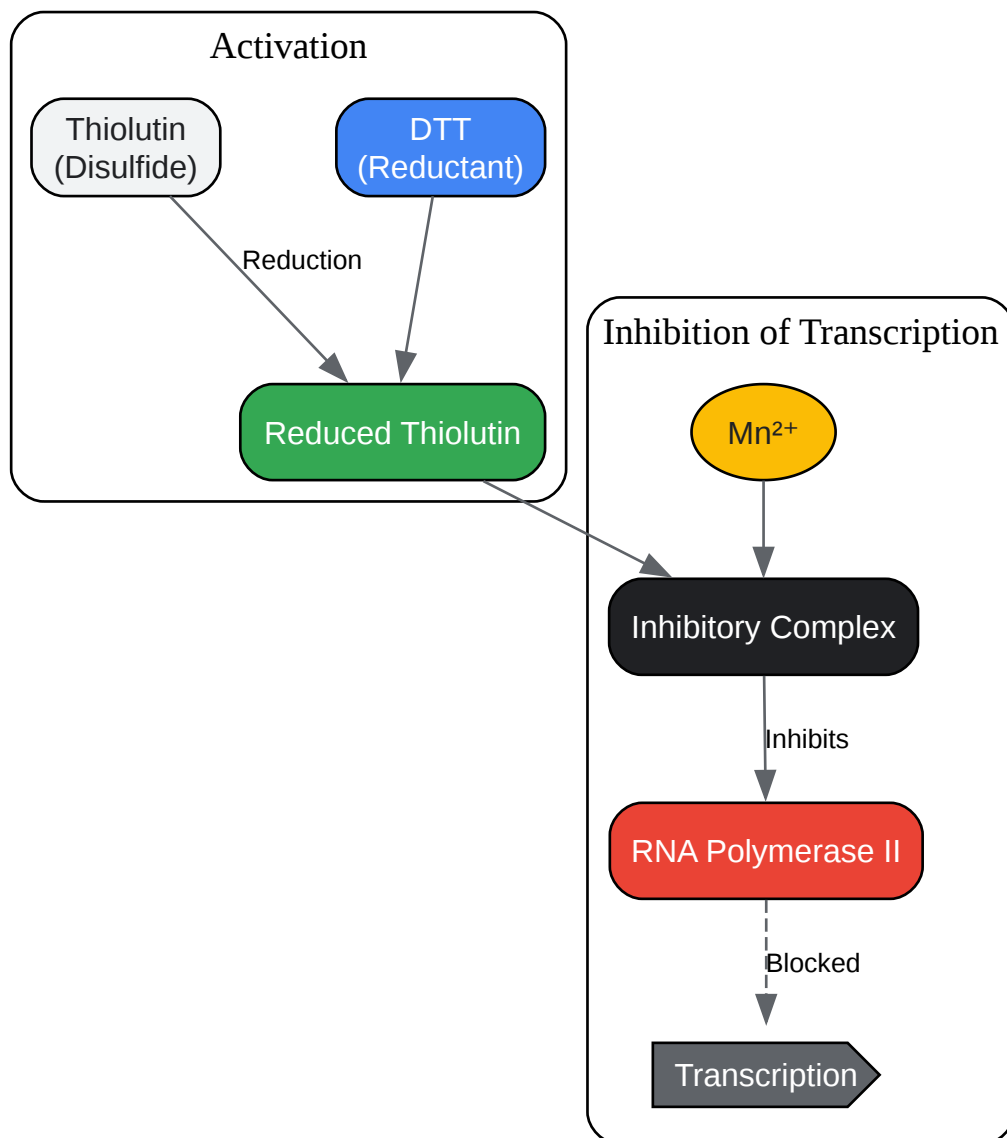 Activation
Thiolutin
(Disulfide)
DTT
(Reductant)
Reduction
Reduced Thiolutin
Inhibition of Transcription
Mn²⁺
Inhibitory Complex
Inhibits
RNA Polymerase II
Blocked
Transcription